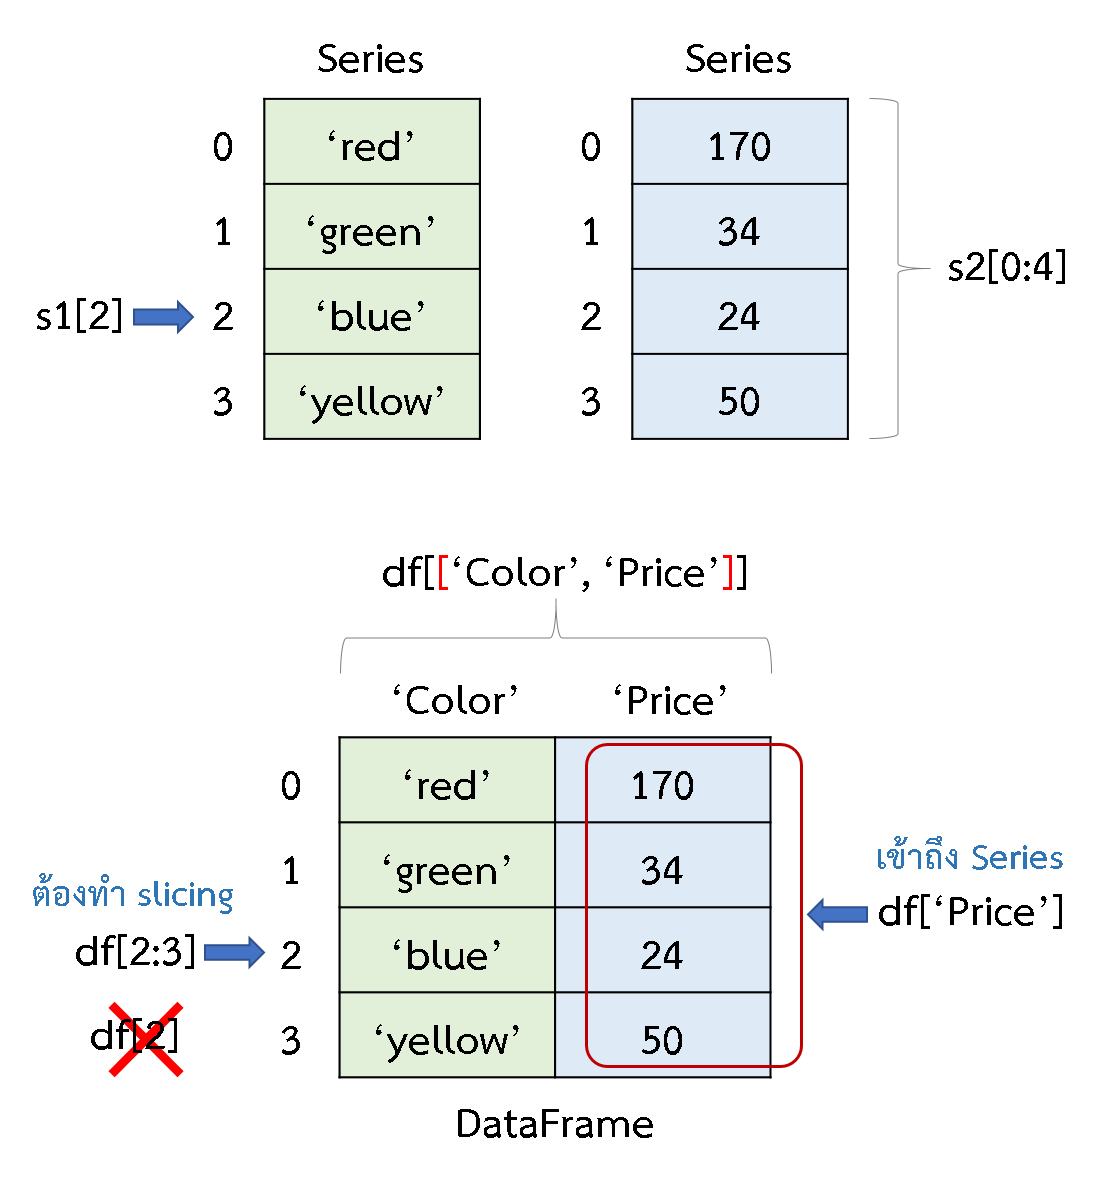 Series Series
0 ‘red’ 0 170
1 ‘green’ 1 34
s2[0:4]
s1[2] 2 ‘blue’ 2 24
3 ‘yellow’ 3 50
df[[‘Color’, ‘Price’]]
‘Color’ ‘Price’
0 ‘red’ 170
เข้าถึง Series
1 ‘green’ 34
ต้องทำ slicing
df[‘Price’]
df[2:3] 2 ‘blue’ 24
df[2] 3 ‘yellow’ 50
DataFrame